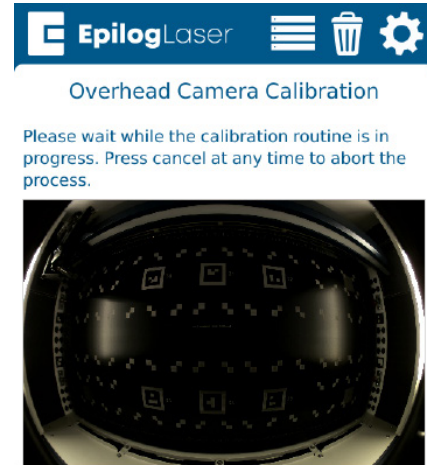 EpilogLaser
Overhead Camera Calibration
Please wait while the calibration routine is in
progress. Press cancel at any time to abort the
process.